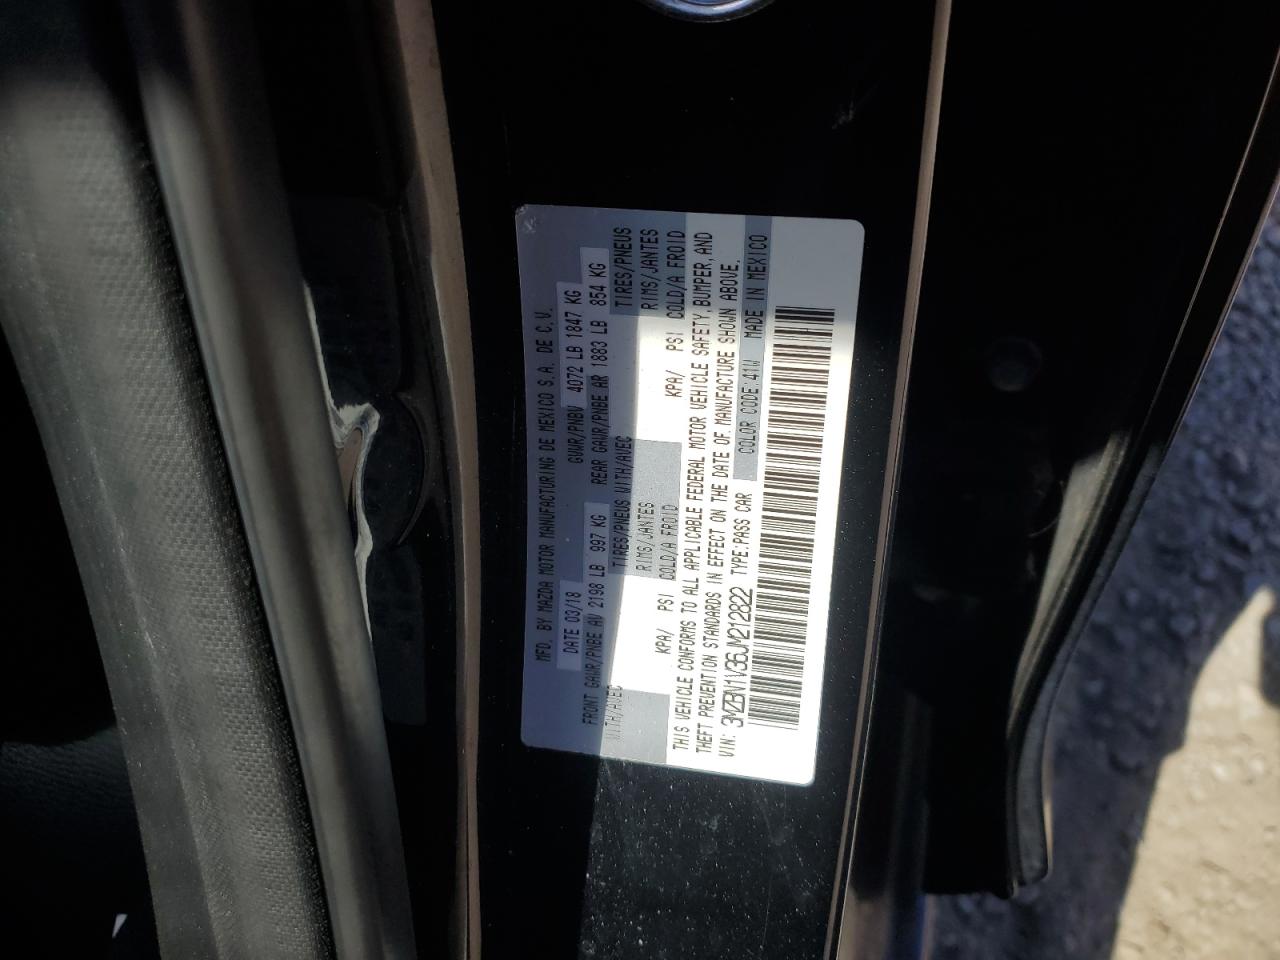 MFD. BY MAZDA MOTOR MANUFACTURING DE MEXICO S.A. DE C.V.
DATE 03/18 GVWR/PNBV 4072 LB 1847 KG
FRONT GAWR/PNBE AV 2198 LB 997 KG REAR GAWR/PNBE AR 1883 LB 854 KG
WITH/AVEC TIRES/PNEUS WITH/AVEC TIRES/PNEUS
RIMS/JANTES RIMS/JANTES
KPA/ PSI COLD/A FROID KPA/ PSI COLD/A FROID
THIS VEHICLE CONFORMS TO ALL APPLICABLE FEDERAL MOTOR VEHICLE SAFETY, BUMPER, AND
THEFT PREVENTION STANDARDS IN EFFECT ON THE DATE OF MANUFACTURE SHOWN ABOVE.
VIN: 3MZBN1V36JM212822 TYPE:PASS CAR COLOR CODE:41W MADE IN MEXICO